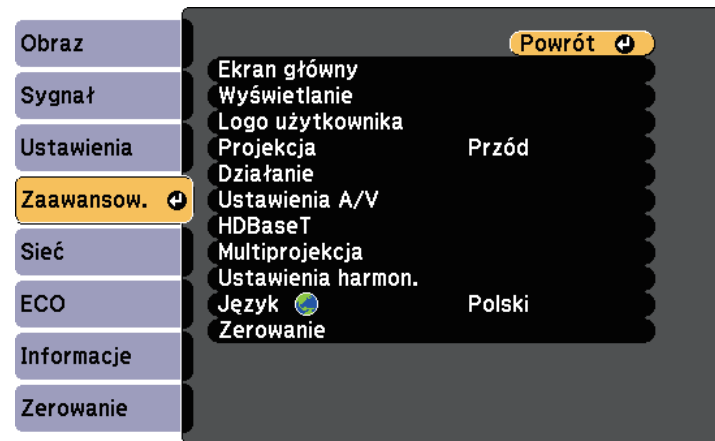 Obraz
Sygnał
Ustawienia
Zaawansow.
Sieć
ECO
Informacje
Zerowanie
Powrót
Ekran główny
Wyświetlanie
Logo użytkownika
Projekcja Przód
Działanie
Ustawienia A/V
HDBaseT
Multiprojekcja
Ustawienia harmon.
Język Polski
Zerowanie